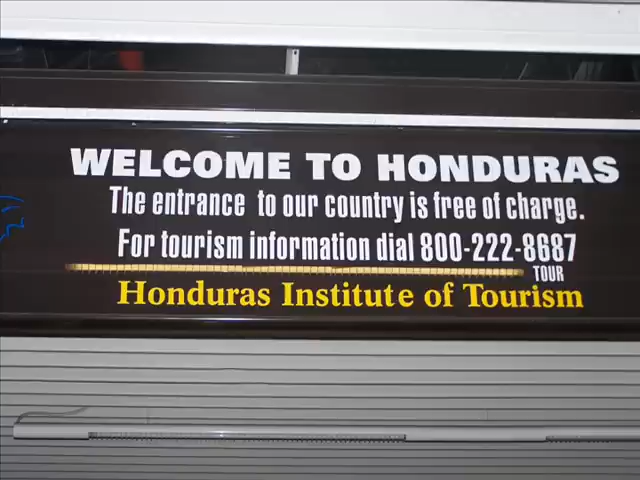 WELCOME TO HONDURAS
The entrance to our country is free of charge.
For tourism information dial 800-222-8687
TOUR
Honduras Institute of Tourism